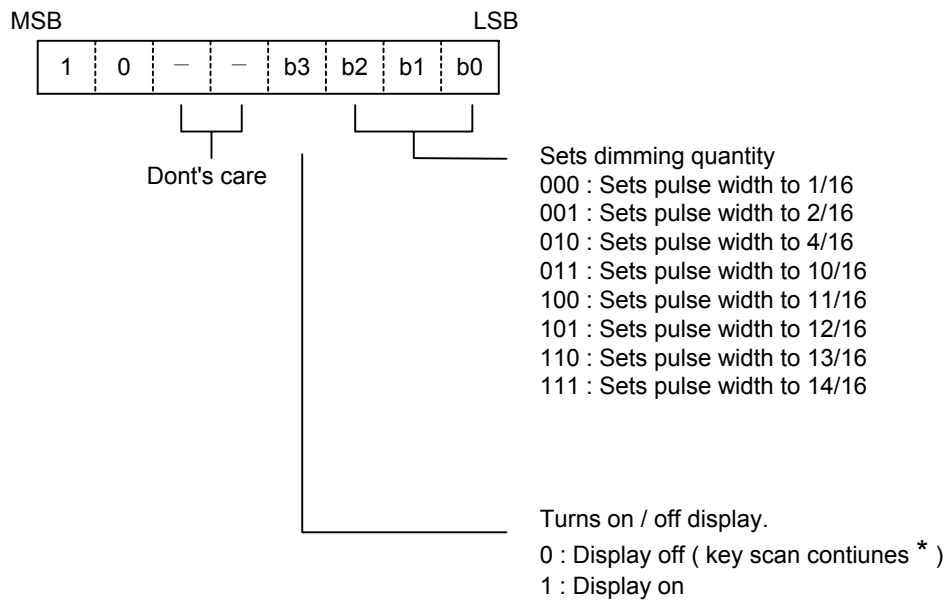 MSB LSB
1 0 − − b3 b2 b1 b0
Dont's care
Sets dimming quantity
000 : Sets pulse width to 1/16
001 : Sets pulse width to 2/16
010 : Sets pulse width to 4/16
011 : Sets pulse width to 10/16
100 : Sets pulse width to 11/16
101 : Sets pulse width to 12/16
110 : Sets pulse width to 13/16
111 : Sets pulse width to 14/16
Turns on / off display.
0 : Display off ( key scan contiunes * )
1 : Display on